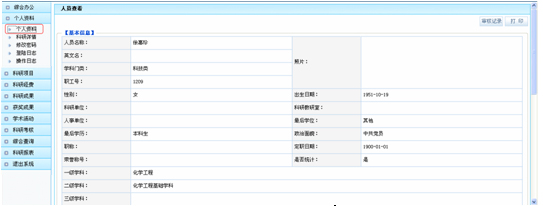 综合办公
个人资料
个人资料
科研详情
修改密码
登陆日志
操作日志
科研项目
科研经费
科研成果
获奖成果
学术活动
科研考核
综合查询
科研报表
退出系统
人员查看
审核记录 打 印
【基本信息】
人员名称：
英文名：
照片：
学科门类： 科技类
职工号： 1209
性别： 女 出生日期： 1951-10-19
科研单位： 科研教研室：
人事单位： 最后学位： 其他
最后学历： 本科生 政治面貌： 中共党员
职称： 定职日期： 1900-01-01
荣誉称号： 是否统计： 是
一级学科： 化学工程
二级学科： 化学工程基础学科
三级学科：